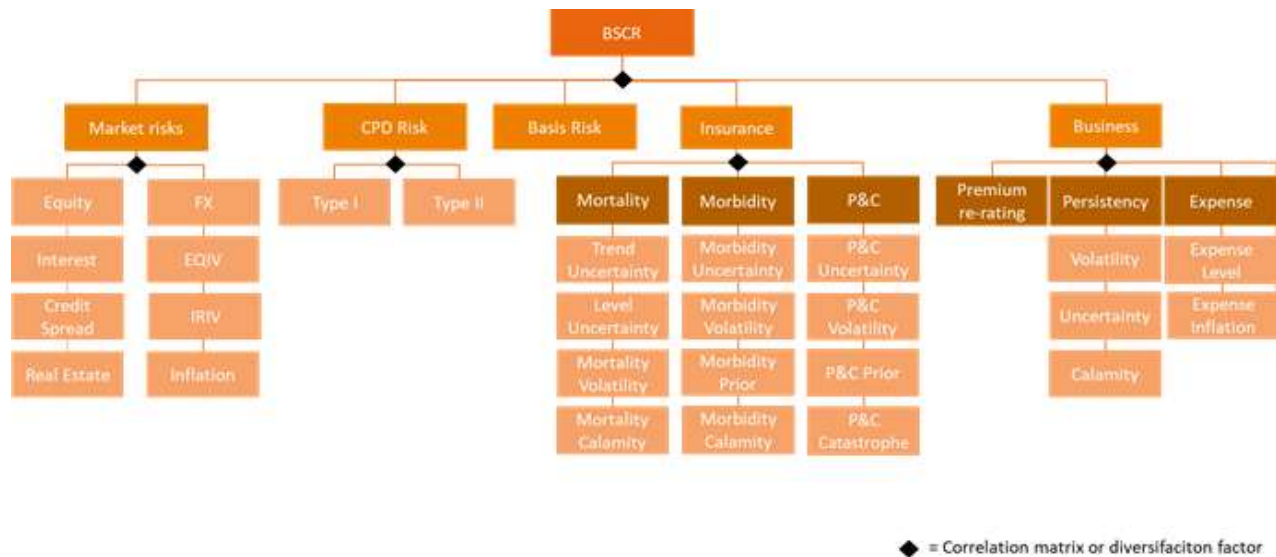 BSCR
Market risks
CPD Risk
Basis Risk
Insurance
Business
Equity
FX
Interest
EQIV
Credit
Spread
IRIV
Real Estate
Inflation
Type I
Type II
Mortality
Trend
Uncertainty
Level
Uncertainty
Mortality
Volatility
Mortality
Calamity
Morbidity
Morbidity
Uncertainty
Morbidity
Volatility
Morbidity
Prior
Morbidity
Calamity
P&C
P&C
Uncertainty
P&C
Volatility
P&C Prior
P&C
Catastrophe
Premium
re-rating
Persistency
Volatility
Uncertainty
Calamity
Expense
Expense
Level
Expense
Inflation
= Correlation matrix or diversifaciton factor